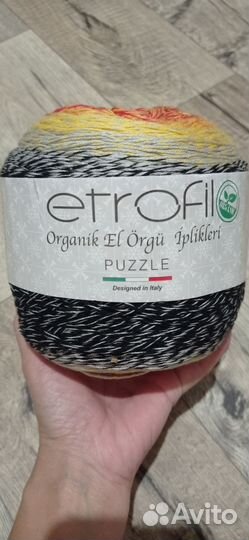 etrofil
Organik El Örgü İplikleri
PUZZLE
Designed in Italy
Avito